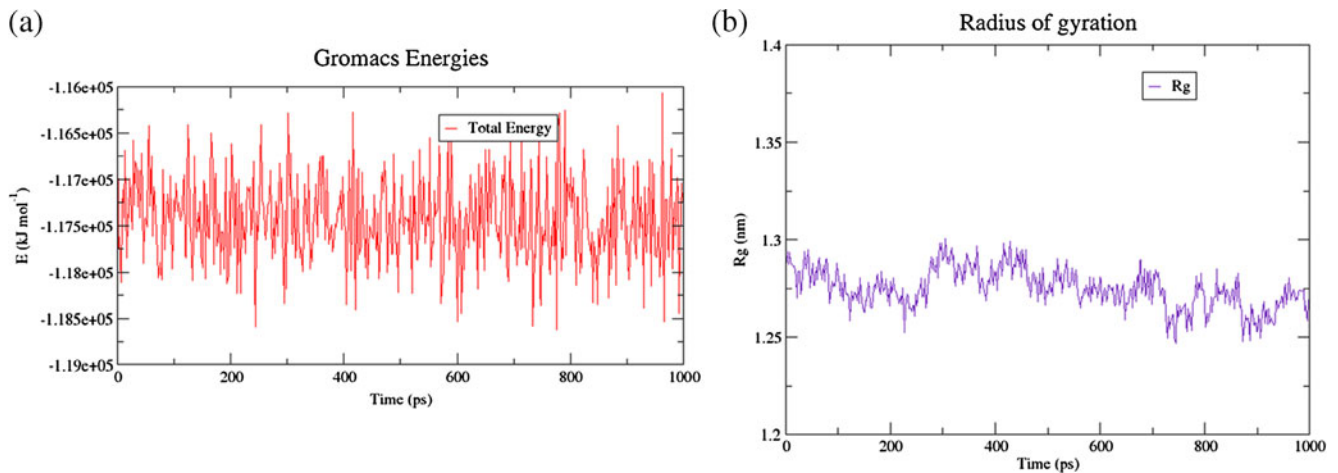 (a)
Gromacs Energies
-1.16e+05
-1.165e+05
-1.17e+05
-1.175e+05
-1.18e+05
-1.185e+05
-1.19e+05
E (kJ mol⁻¹)
Total Energy
0 200 400 600 800 1000
Time (ps)
(b)
Radius of gyration
1.4
1.35
1.3
1.25
1.2
Rg (nm)
Rg
0 200 400 600 800 1000
Time (ps)